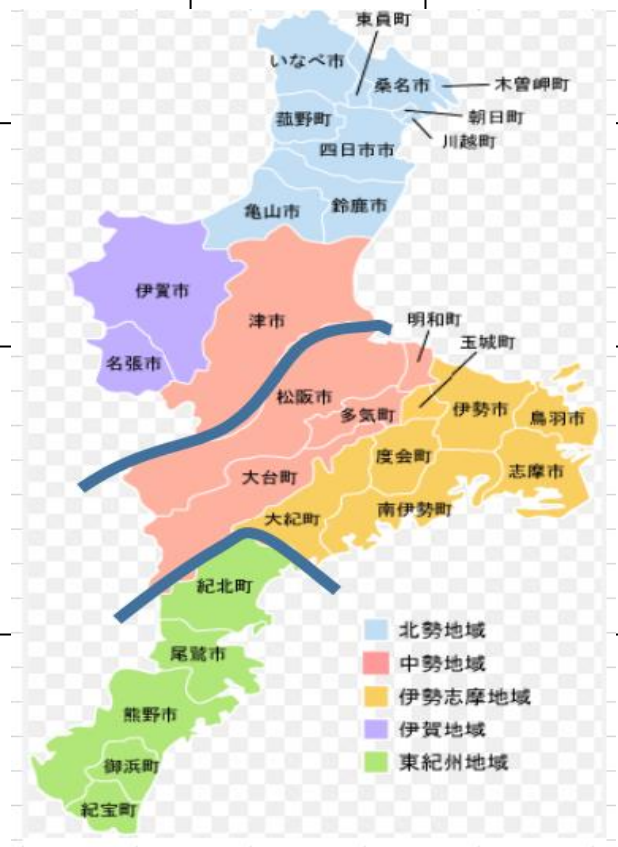 東員町
いなべ市
桑名市
木曽岬町
菰野町
朝日町
川越町
四日市市
亀山市
鈴鹿市
伊賀市
津市
明和町
玉城町
名張市
松阪市
多気町
伊勢市
鳥羽市
度会町
大台町
志摩市
南伊勢町
大紀町
紀北町
尾鷲市
熊野市
御浜町
紀宝町
北勢地域
中勢地域
伊勢志摩地域
伊賀地域
東紀州地域